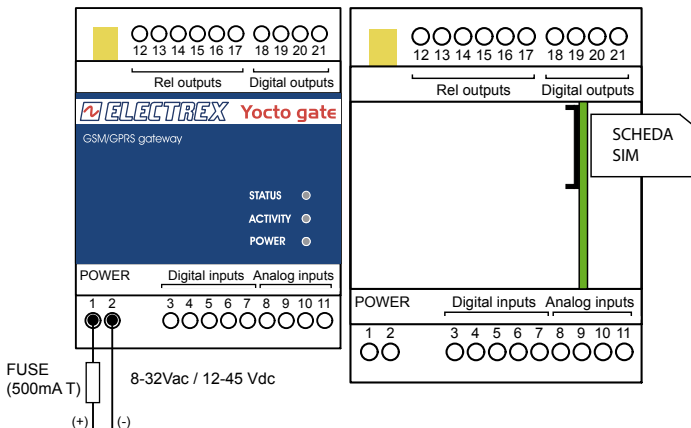 12 13 14 15 16 17 18 19 20 21
Rel outputs Digital outputs
ELECTREX Yocto gate
GSM/GPRS gateway
STATUS
ACTIVITY
POWER
POWER Digital inputs Analog inputs
1 2 3 4 5 6 7 8 9 10 11
FUSE
(500mA T)
8-32Vac / 12-45 Vdc
(+) (-)
12 13 14 15 16 17 18 19 20 21
Rel outputs Digital outputs
SCHEDA
SIM
POWER Digital inputs Analog inputs
1 2 3 4 5 6 7 8 9 10 11